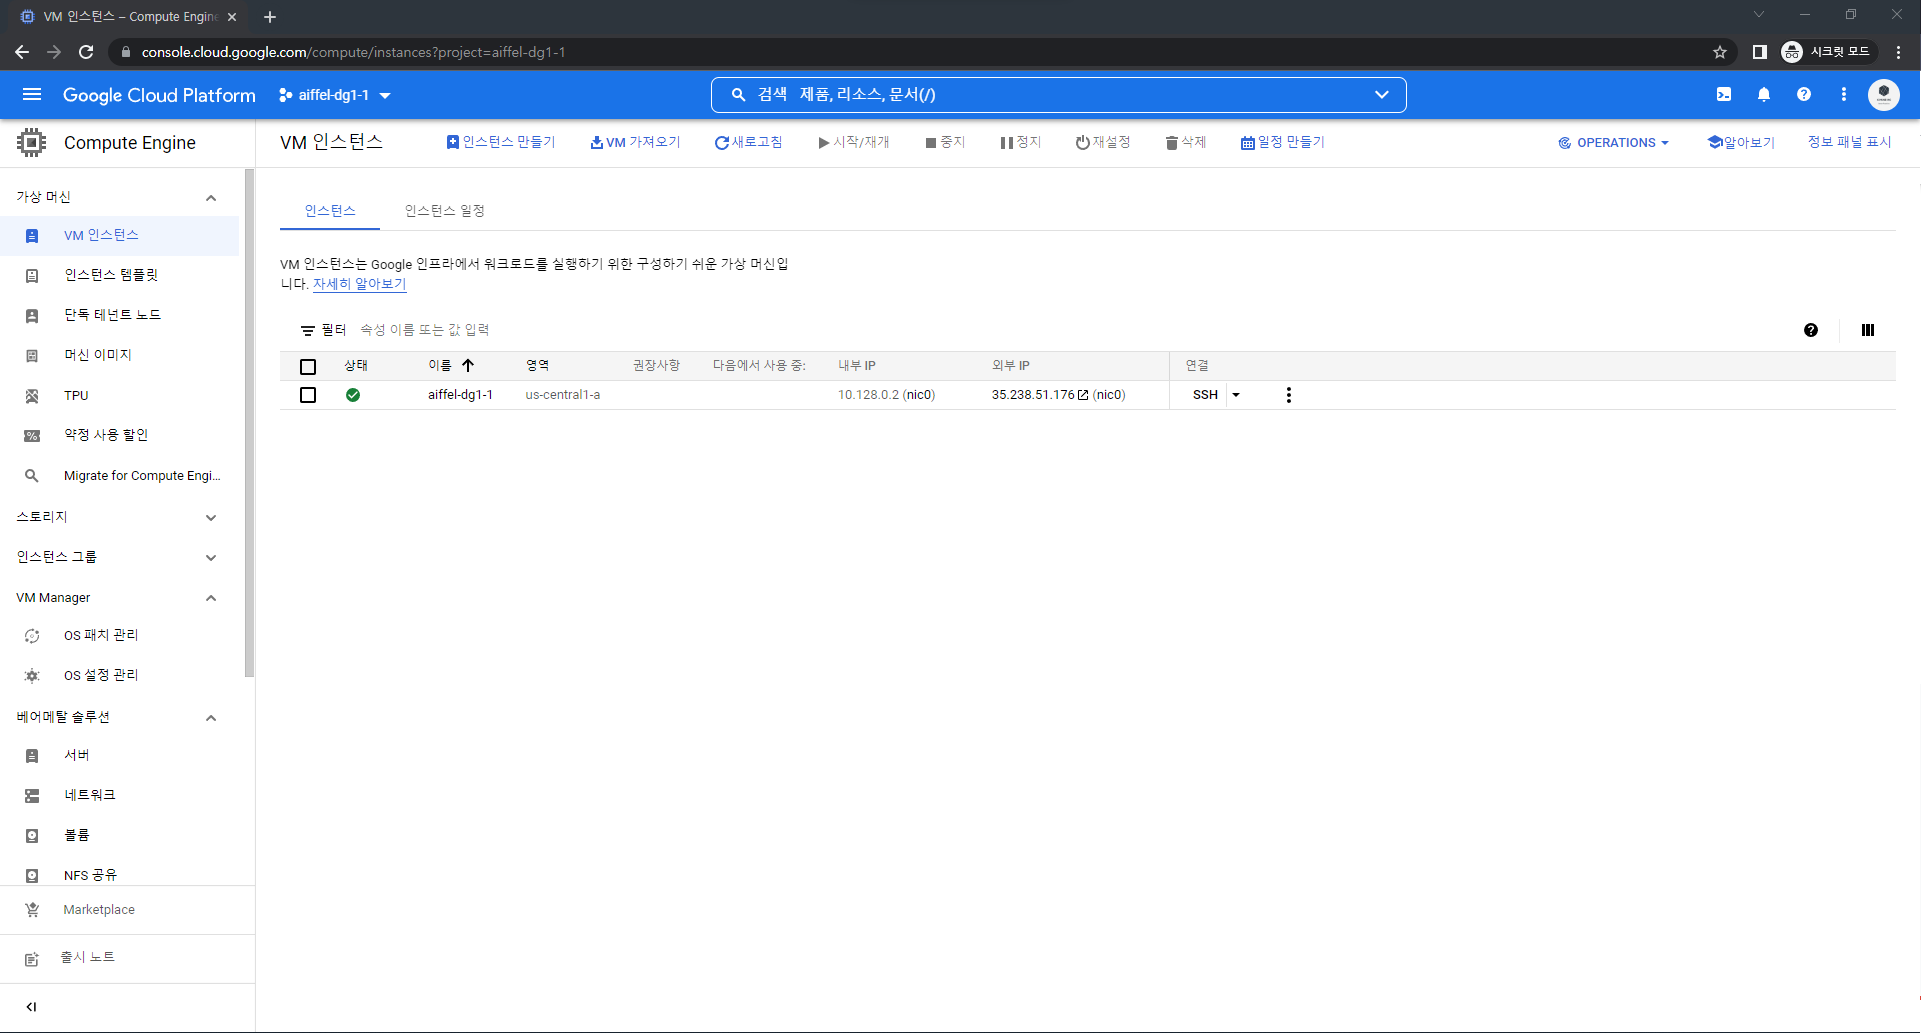 VM 인스턴스 – Compute Engine
console.cloud.google.com/compute/instances?project=aiffel-dg1-1
시크릿 모드
Google Cloud Platform
aiffel-dg1-1
검색 제품, 리소스, 문서(/)
Compute Engine
VM 인스턴스
인스턴스 만들기
VM 가져오기
새로고침
시작/재개
중지
정지
재설정
삭제
일정 만들기
OPERATIONS
알아보기
정보 패널 표시
가상 머신
VM 인스턴스
인스턴스 템플릿
단독 테넌트 노드
머신 이미지
TPU
약정 사용 할인
Migrate for Compute Engi...
스토리지
인스턴스 그룹
VM Manager
OS 패치 관리
OS 설정 관리
베어메탈 솔루션
서버
네트워크
볼륨
NFS 공유
Marketplace
출시 노트
인스턴스
인스턴스 일정
VM 인스턴스는 Google 인프라에서 워크로드를 실행하기 위한 구성하기 쉬운 가상 머신입
니다. 자세히 알아보기
필터 속성 이름 또는 값 입력
상태 이름 영역 권장사항 다음에서 사용 중: 내부 IP 외부 IP 연결
aiffel-dg1-1 us-central1-a 10.128.0.2 (nic0) 35.238.51.176 (nic0) SSH